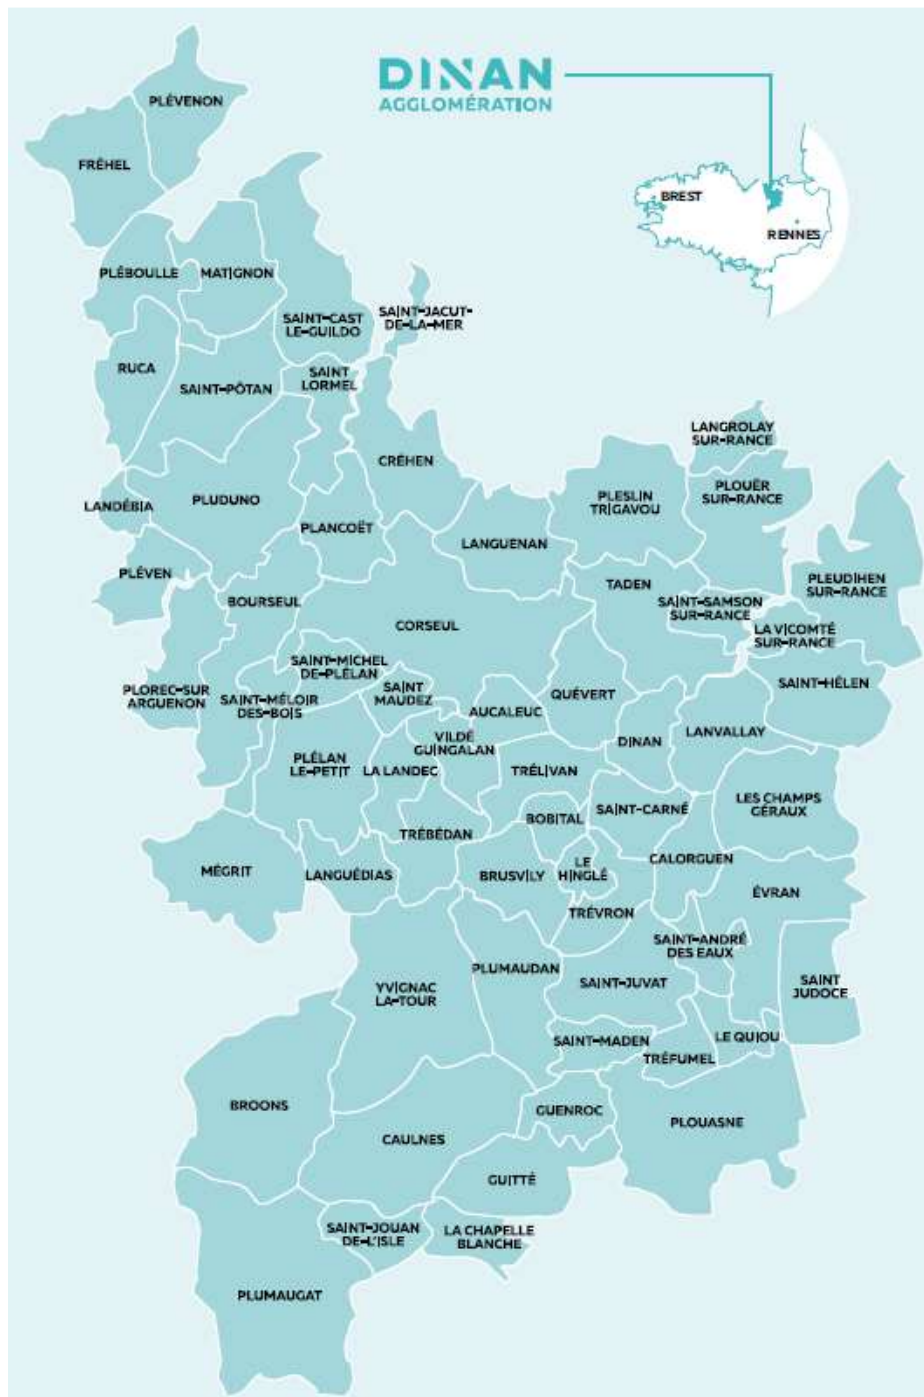 DINAN
AGGLOMÉRATION
BREST
RENNES
PLÉVENON
FRÉHEL
PLÉBOULLE
MATIGNON
SAINT-CAST
LE-GUILDO
SAINT-JACUT-
DE-LA-MER
RUCA
SAINT-PÔTAN
SAINT
LORMEL
LANGROLAY
SUR-RANCE
CRÉHEN
LANDÉBIA
PLUDUNO
PLESLIN
TRIGAVOU
PLOUËR
SUR-RANCE
PLANCOËT
LANGUENAN
PLÉVEN
TADEN
PLEUDIHEN
SUR-RANCE
BOURSEUL
SAINT-SAMSON
SUR-RANCE
CORSEUL
LA VICOMTÉ
SUR-RANCE
SAINT-MICHEL
DE-PLÉLAN
PLOREC-SUR
ARGUENON
SAINT-MÉLOIR
DES-BOIS
SAINT
MAUDEZ
QUÉVERT
SAINT-HÉLEN
AUCALEUC
VILDÉ
GUINGALAN
DINAN
LANVALLAY
PLÉLAN
LE-PETIT
LA LANDEC
TRÉLIVAN
LES CHAMPS
GÉRAUX
BOBITAL
SAINT-CARNÉ
TRÉBÉDAN
MÉGRIT
LANGUÉDIAS
BRUSVILY
LE
HINGLÉ
CALORGUEN
ÉVRAN
TRÉVRON
SAINT-ANDRÉ
DES EAUX
PLUMAUDAN
YVIGNAC
LA-TOUR
SAINT-JUVAT
SAINT
JUDOCE
SAINT-MADEN
TRÉFUMEL
LE QUIOU
BROONS
GUENROC
PLOUASNE
CAULNES
GUITTÉ
SAINT-JOUAN
DE-L'ISLE
LA CHAPELLE
BLANCHE
PLUMAUGAT